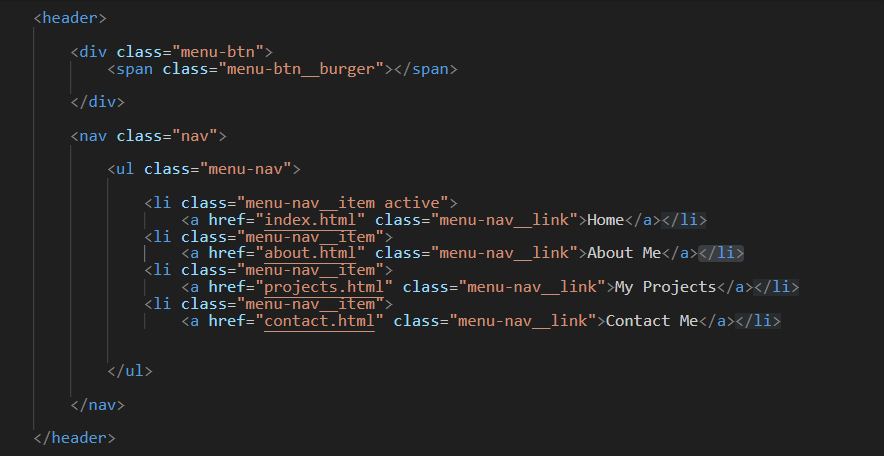 <header>
<div class="menu-btn">
<span class="menu-btn__burger"></span>
</div>
<nav class="nav">
<ul class="menu-nav">
<li class="menu-nav__item active">
<a href="index.html" class="menu-nav__link">Home</a></li>
<li class="menu-nav__item">
<a href="about.html" class="menu-nav__link">About Me</a></li>
<li class="menu-nav__item">
<a href="projects.html" class="menu-nav__link">My Projects</a></li>
<li class="menu-nav__item">
<a href="contact.html" class="menu-nav__link">Contact Me</a></li>
</ul>
</nav>
</header>